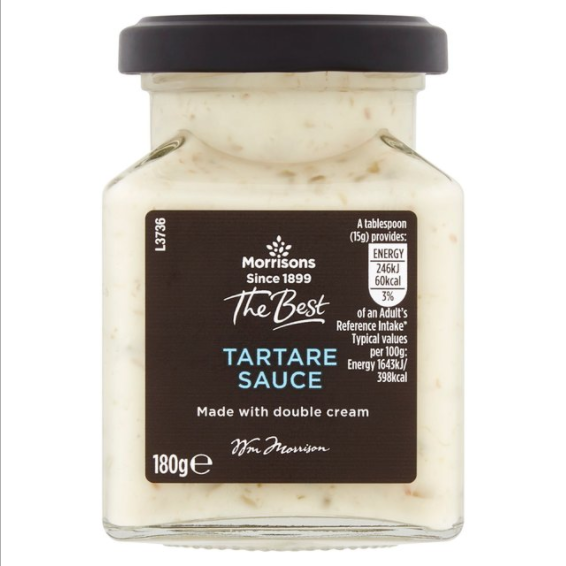 L3736
Morrisons
Since 1899
The Best
TARTARE
SAUCE
Made with double cream
Wm Morrison
180g℮
A tablespoon
(15g) provides:
ENERGY
246kJ
60kcal
3%
of an Adult's
Reference Intake*
Typical values
per 100g:
Energy 1643kJ/
398kcal